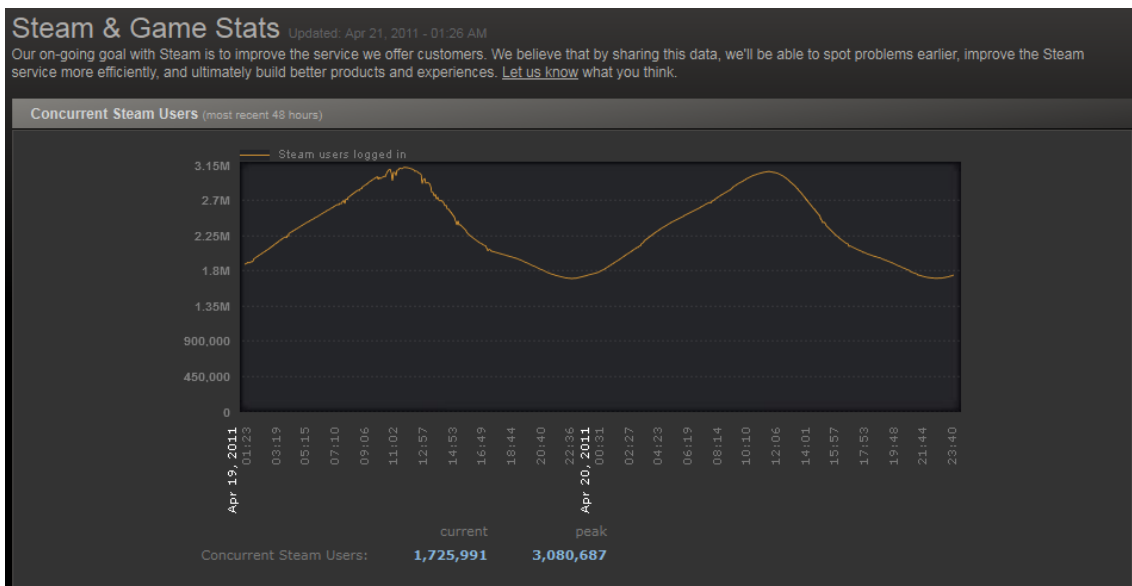 Steam & Game Stats Updated: Apr 21, 2011 - 01:26 AM
Our on-going goal with Steam is to improve the service we offer customers. We believe that by sharing this data, we'll be able to spot problems earlier, improve the Steam
service more efficiently, and ultimately build better products and experiences. Let us know what you think.
Concurrent Steam Users (most recent 48 hours)
Steam users logged in
3.15M
2.7M
2.25M
1.8M
1.35M
900,000
450,000
0
Apr 19, 2011
01:23
03:19
05:15
07:10
09:06
11:02
12:57
14:53
16:49
18:44
20:40
22:36
Apr 20, 2011
00:31
02:27
04:23
06:19
08:14
10:10
12:06
14:01
15:57
17:53
19:48
21:44
23:40
current peak
Concurrent Steam Users: 1,725,991 3,080,687